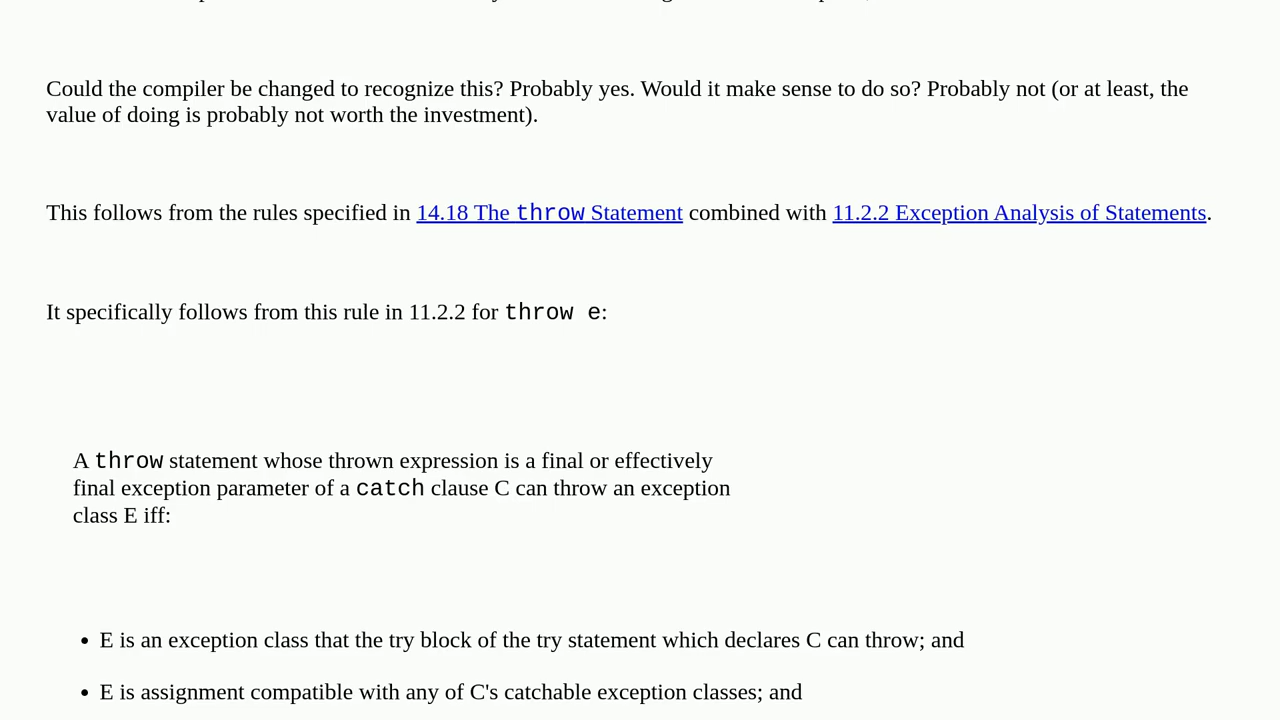 Could the compiler be changed to recognize this? Probably yes. Would it make sense to do so? Probably not (or at least, the
value of doing is probably not worth the investment).
This follows from the rules specified in 14.18 The throw Statement combined with 11.2.2 Exception Analysis of Statements.
It specifically follows from this rule in 11.2.2 for throw e:
A throw statement whose thrown expression is a final or effectively
final exception parameter of a catch clause C can throw an exception
class E iff:
• E is an exception class that the try block of the try statement which declares C can throw; and
• E is assignment compatible with any of C's catchable exception classes; and